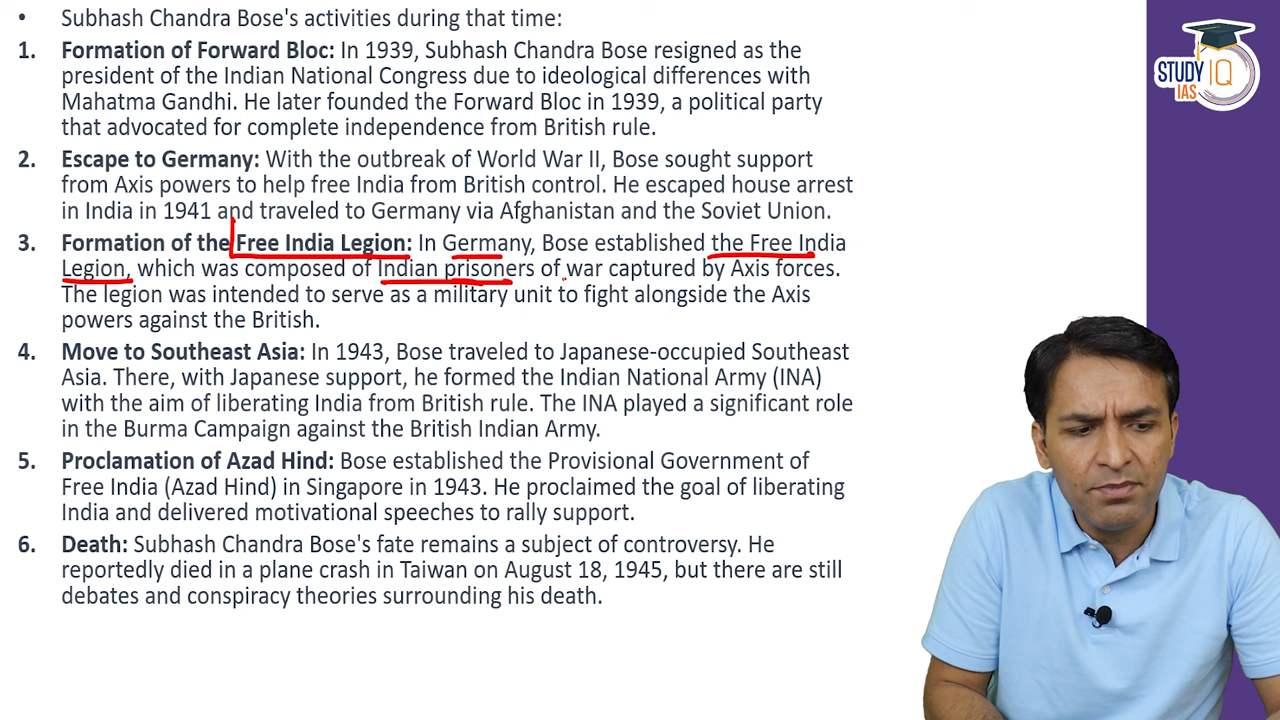 • Subhash Chandra Bose's activities during that time:
1. Formation of Forward Bloc: In 1939, Subhash Chandra Bose resigned as the
president of the Indian National Congress due to ideological differences with
Mahatma Gandhi. He later founded the Forward Bloc in 1939, a political party
that advocated for complete independence from British rule.
2. Escape to Germany: With the outbreak of World War II, Bose sought support
from Axis powers to help free India from British control. He escaped house arrest
in India in 1941 and traveled to Germany via Afghanistan and the Soviet Union.
3. Formation of the Free India Legion: In Germany, Bose established the Free India
Legion, which was composed of Indian prisoners of war captured by Axis forces.
The legion was intended to serve as a military unit to fight alongside the Axis
powers against the British.
4. Move to Southeast Asia: In 1943, Bose traveled to Japanese-occupied Southeast
Asia. There, with Japanese support, he formed the Indian National Army (INA)
with the aim of liberating India from British rule. The INA played a significant role
in the Burma Campaign against the British Indian Army.
5. Proclamation of Azad Hind: Bose established the Provisional Government of
Free India (Azad Hind) in Singapore in 1943. He proclaimed the goal of liberating
India and delivered motivational speeches to rally support.
6. Death: Subhash Chandra Bose's fate remains a subject of controversy. He
reportedly died in a plane crash in Taiwan on August 18, 1945, but there are still
debates and conspiracy theories surrounding his death.
STUDY IQ
IAS